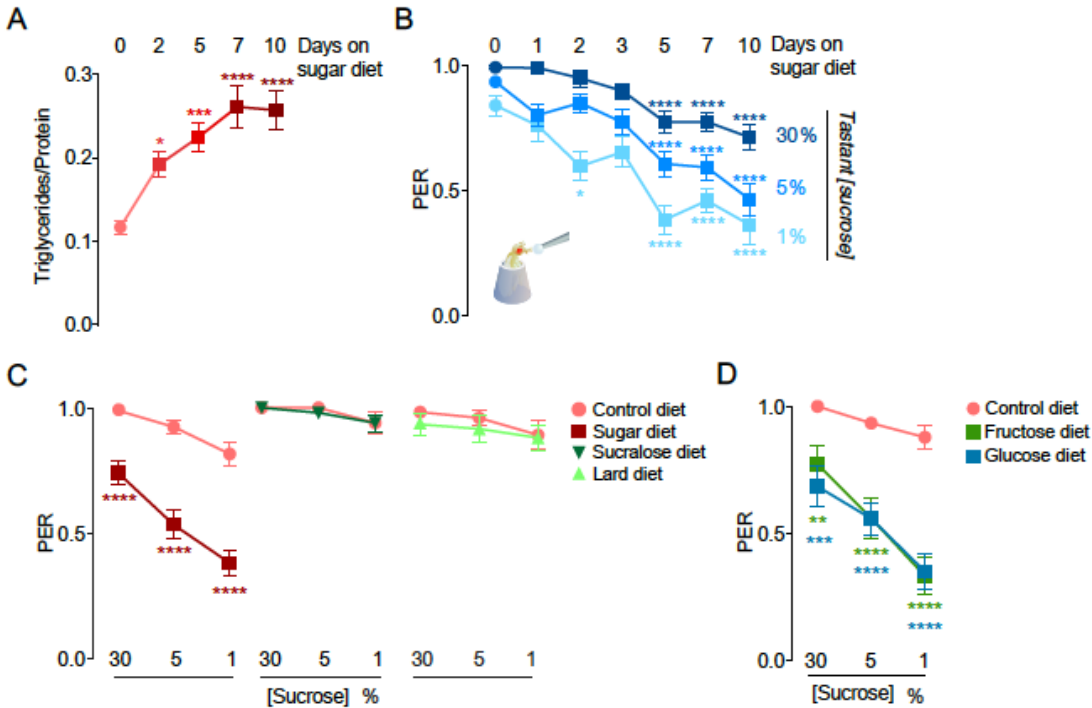 A
0 2 5 7 10 Days on
sugar diet
0.3
0.2
0.1
0.0
Triglycerides/Protein
* *** **** ****
B
0 1 2 3 5 7 10 Days on
sugar diet
1.0
0.5
1.0
PER
**** **** ****
30%
**** **** ****
5%
* **** **** ****
1%
Tastant [sucrose]
C
1.0
0.5
0.0
PER
**** **** ****
Control diet
Sugar diet
Sucralose diet
Lard diet
30 5 1 30 5 1 30 5 1
[Sucrose] %
D
1.0
0.5
0.0
PER
Control diet
Fructose diet
Glucose diet
** **** ****
*** **** ****
30 5 1
[Sucrose] %